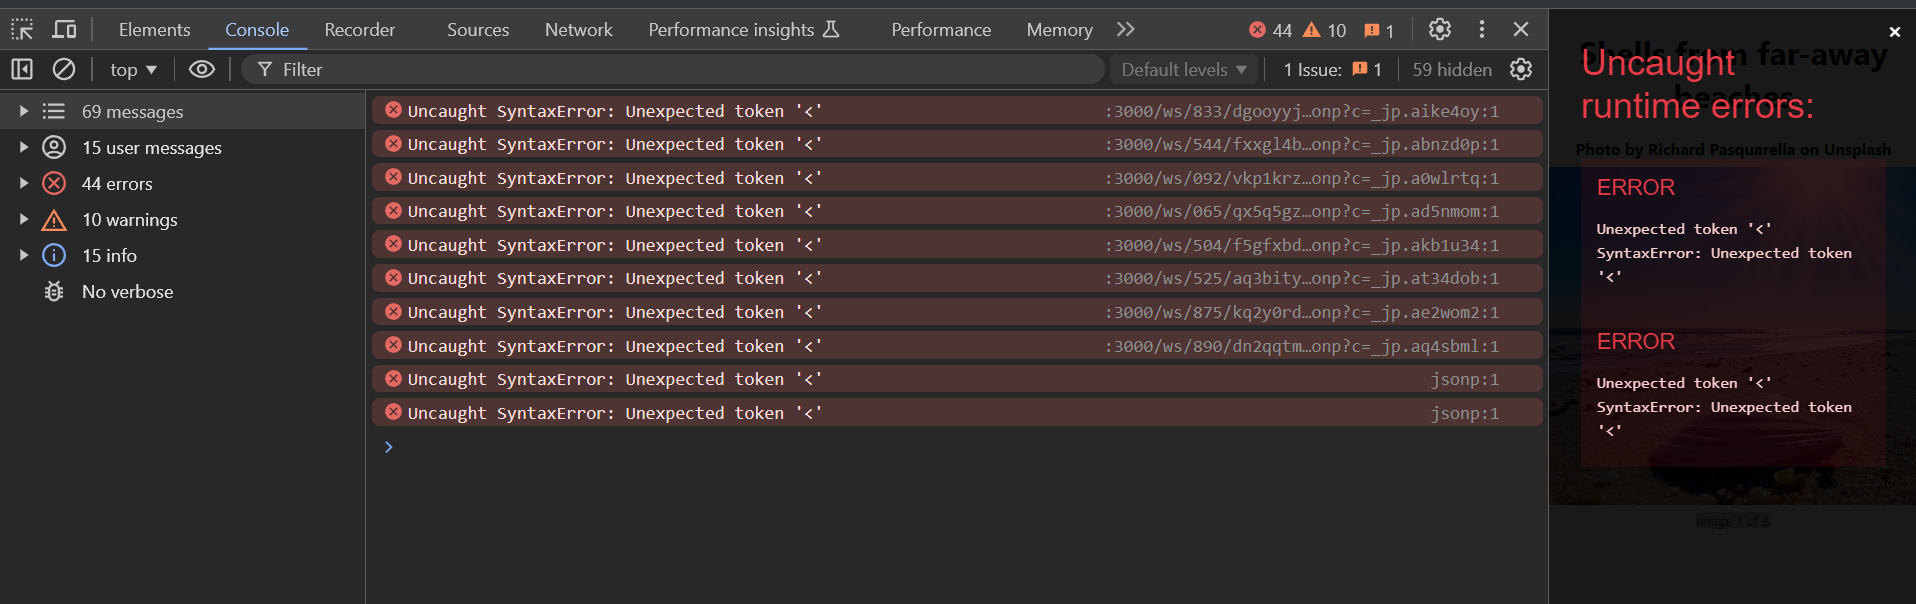 Elements Console Recorder Sources Network Performance insights Performance Memory 44 10 1
top Filter Default levels 1 Issue: 1 59 hidden
69 messages
15 user messages
44 errors
10 warnings
15 info
No verbose
Uncaught SyntaxError: Unexpected token '<' :3000/ws/833/dgooyyj…onp?c=_jp.aike4oy:1
Uncaught SyntaxError: Unexpected token '<' :3000/ws/544/fxxgl4b…onp?c=_jp.abnzd0p:1
Uncaught SyntaxError: Unexpected token '<' :3000/ws/092/vkp1krz…onp?c=_jp.a0wlrtq:1
Uncaught SyntaxError: Unexpected token '<' :3000/ws/065/qx5q5gz…onp?c=_jp.ad5nmom:1
Uncaught SyntaxError: Unexpected token '<' :3000/ws/504/f5gfxbd…onp?c=_jp.akb1u34:1
Uncaught SyntaxError: Unexpected token '<' :3000/ws/525/aq3bity…onp?c=_jp.at34dob:1
Uncaught SyntaxError: Unexpected token '<' :3000/ws/875/kq2y0rd…onp?c=_jp.ae2wom2:1
Uncaught SyntaxError: Unexpected token '<' :3000/ws/890/dn2qqtm…onp?c=_jp.aq4sbml:1
Uncaught SyntaxError: Unexpected token '<' jsonp:1
Uncaught SyntaxError: Unexpected token '<' jsonp:1
Shells from far-away
beaches
Uncaught
runtime errors:
Photo by Richard Pasquarella on Unsplash
ERROR
Unexpected token '<'
SyntaxError: Unexpected token
'<'
ERROR
Unexpected token '<'
SyntaxError: Unexpected token
'<'
Image 1 of 3.